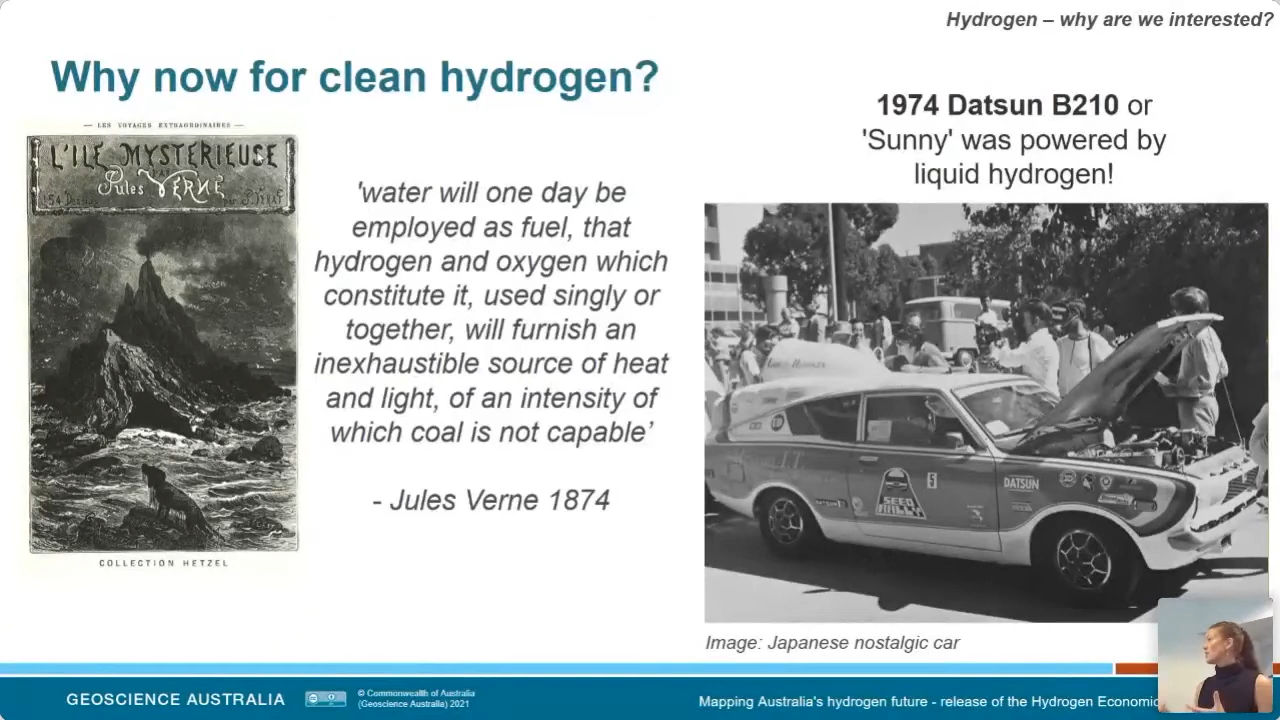 Hydrogen – why are we interested?
Why now for clean hydrogen?
— LES VOYAGES EXTRAORDINAIRES —
L'ILE MYSTERIEUSE
PAR
Jules VERNE
COLLECTION HETZEL
'water will one day be
employed as fuel, that
hydrogen and oxygen which
constitute it, used singly or
together, will furnish an
inexhaustible source of heat
and light, of an intensity of
which coal is not capable’
- Jules Verne 1874
1974 Datsun B210 or
'Sunny' was powered by
liquid hydrogen!
5
SEED
RALLY
DATSUN
Image: Japanese nostalgic car
GEOSCIENCE AUSTRALIA
© Commonwealth of Australia
(Geoscience Australia) 2021
Mapping Australia's hydrogen future - release of the Hydrogen Economic